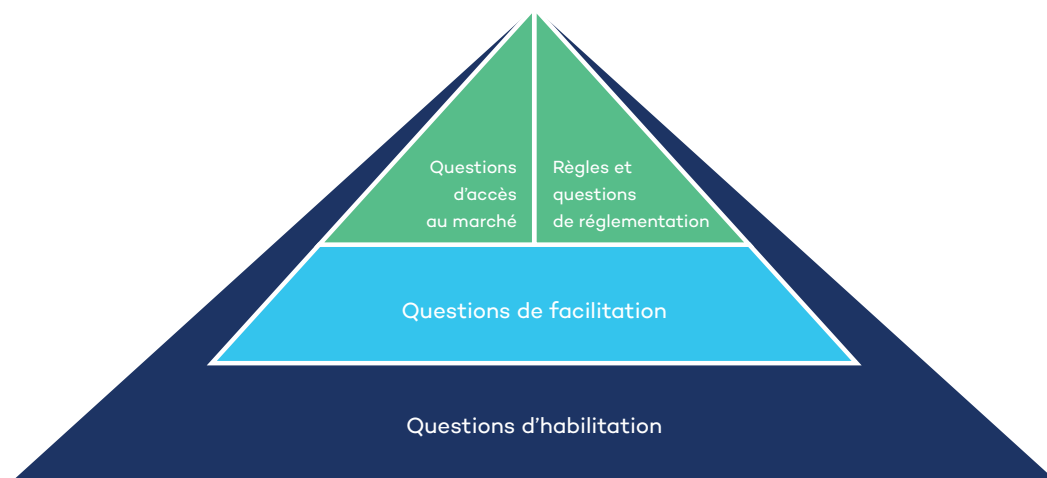 Questions
d'accès
au marché
Règles et
questions
de réglementation
Questions de facilitation
Questions d'habilitation